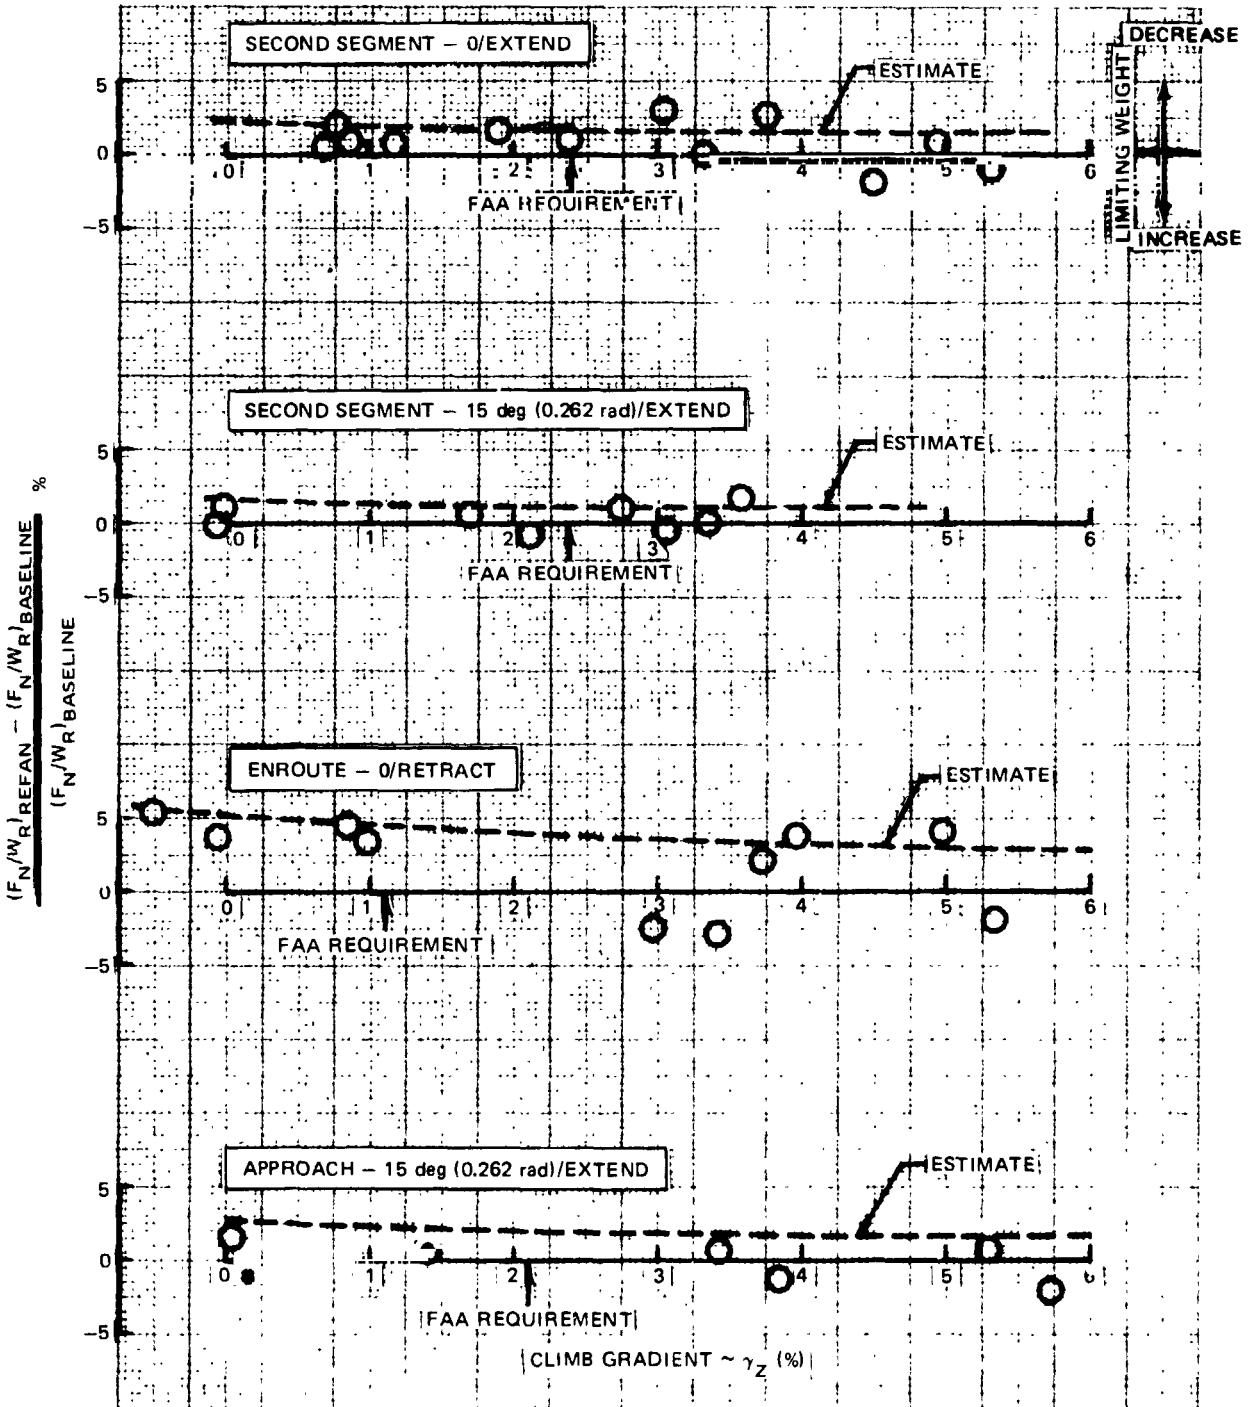 SECOND SEGMENT – 0/EXTEND
ESTIMATE
DECREASE
LIMITING WEIGHT
INCREASE
5
0
–5
0 1 2 3 4 5 6
FAA REQUIREMENT
SECOND SEGMENT – 15 deg (0.262 rad)/EXTEND
ESTIMATE
5
0
–5
0 1 2 3 4 5 6
FAA REQUIREMENT
(F_N/W_R)REFAN – (F_N/W_R)BASELINE %
(F_N/W_R)BASELINE
ENROUTE – 0/RETRACT
ESTIMATE
5
0
–5
0 1 2 3 4 5 6
FAA REQUIREMENT
APPROACH – 15 deg (0.262 rad)/EXTEND
ESTIMATE
5
0
–5
0 1 2 3 4 5 6
FAA REQUIREMENT
CLIMB GRADIENT ~ γ_Z (%)